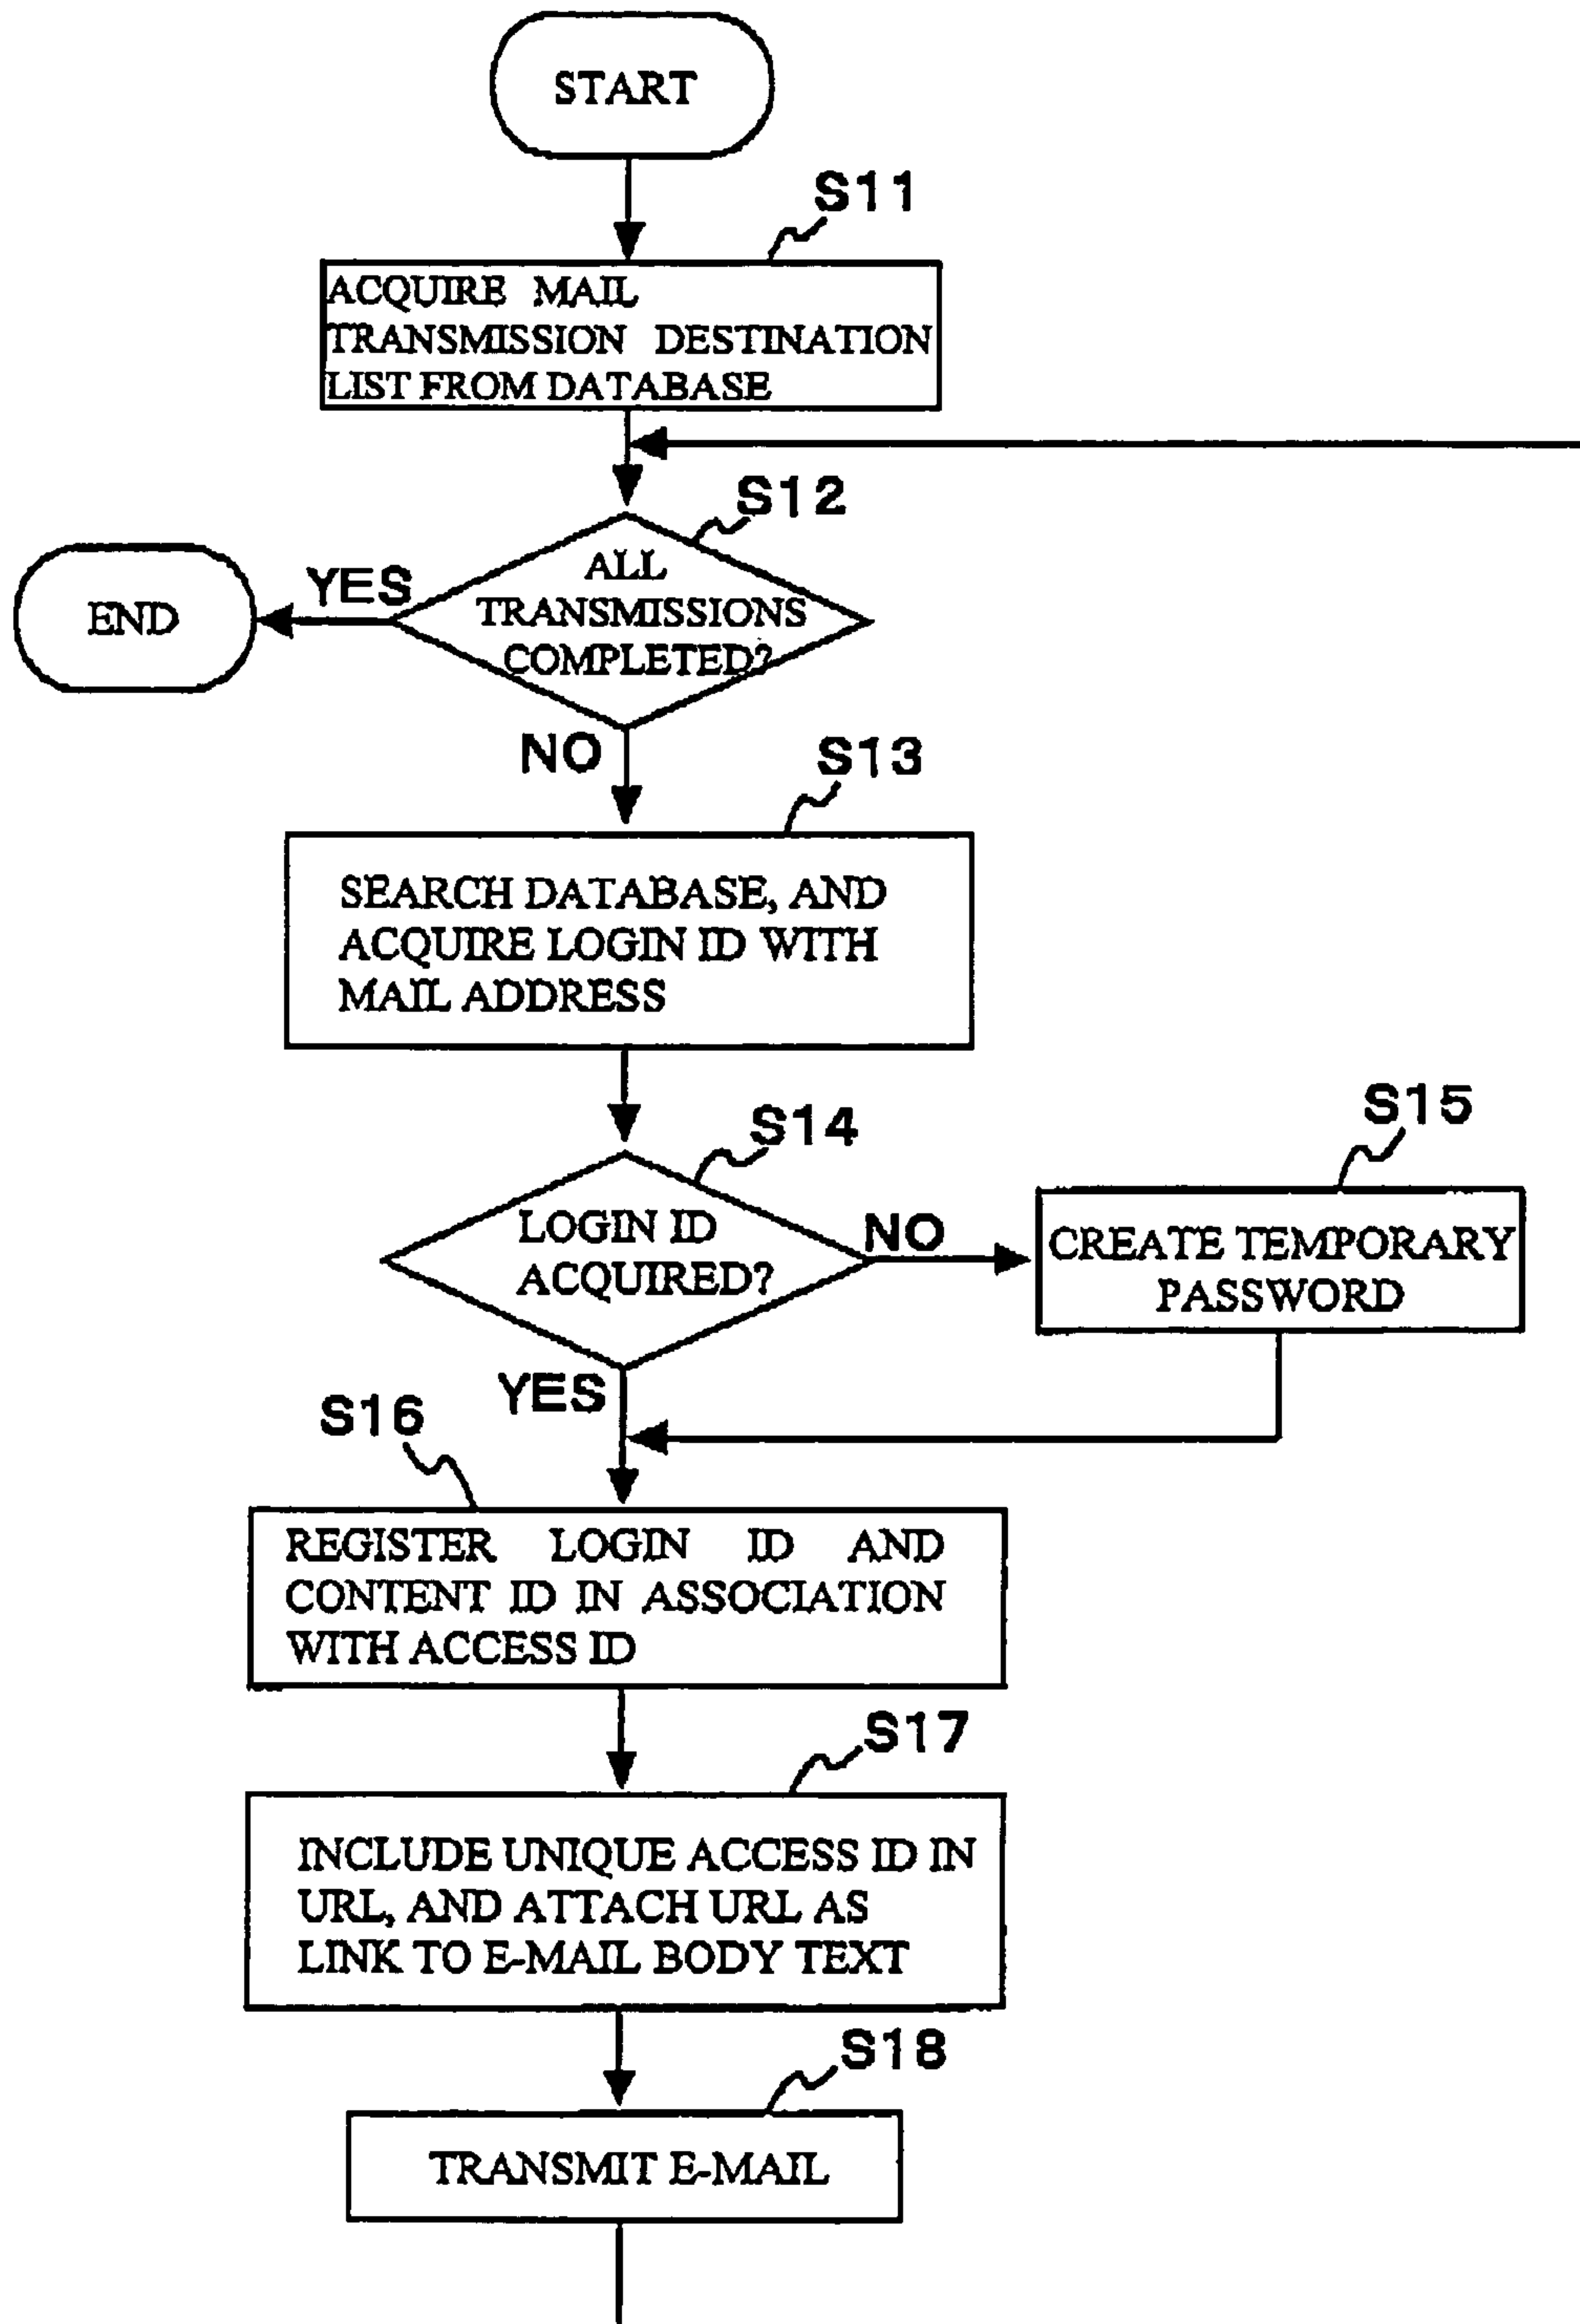 START
S11
ACQUIRE MAIL
TRANSMISSION DESTINATION
LIST FROM DATABASE
S12
ALL
TRANSMISSIONS
COMPLETED?
YES
END
NO
S13
SEARCH DATABASE, AND
ACQUIRE LOGIN ID WITH
MAIL ADDRESS
S14
LOGIN ID
ACQUIRED?
NO
S15
CREATE TEMPORARY
PASSWORD
YES
S16
REGISTER LOGIN ID AND
CONTENT ID IN ASSOCIATION
WITH ACCESS ID
S17
INCLUDE UNIQUE ACCESS ID IN
URL, AND ATTACH URL AS
LINK TO E-MAIL BODY TEXT
S18
TRANSMIT E-MAIL